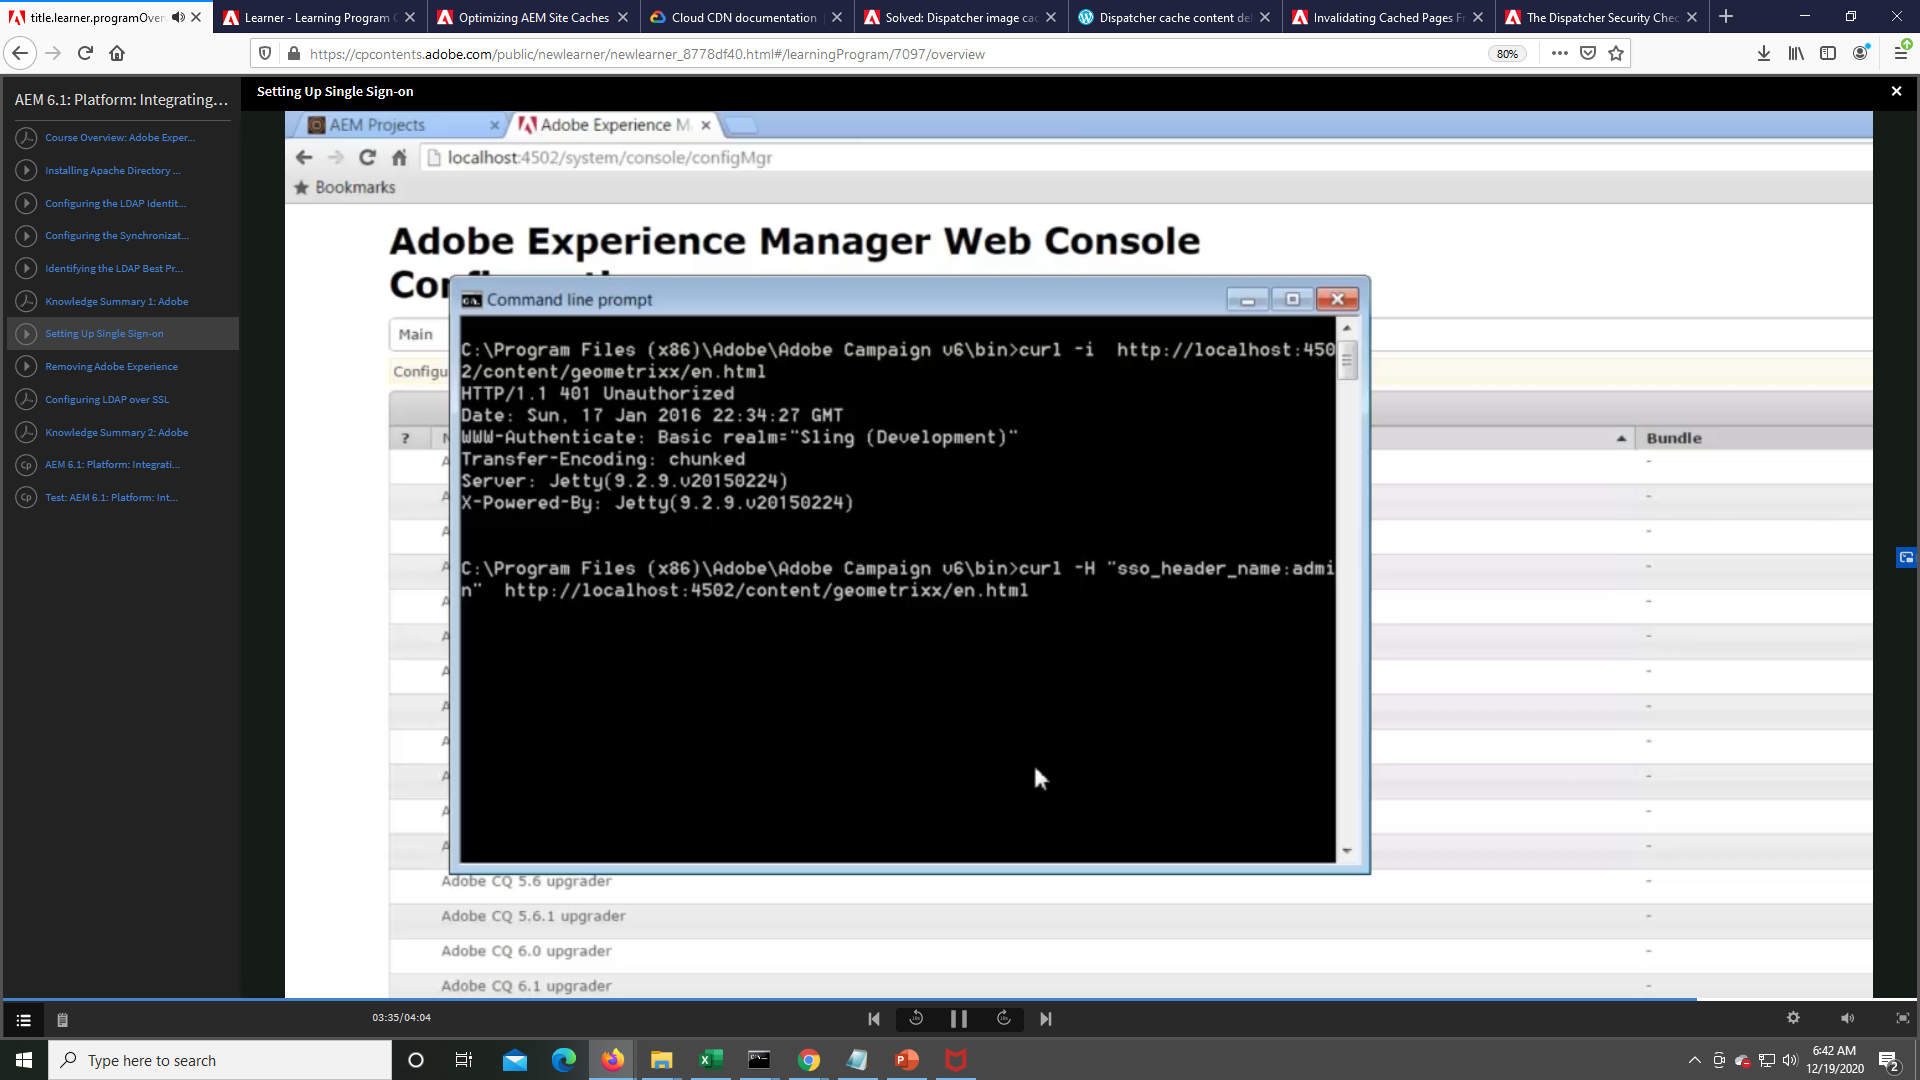 title.learner.programOver
Learner - Learning Program O
Optimizing AEM Site Caches
Cloud CDN documentation
Solved: Dispatcher image cac
Dispatcher cache content del
Invalidating Cached Pages Fr
The Dispatcher Security Chec
https://cpcontents.adobe.com/public/newlearner/newlearner_8778df40.html#/learningProgram/7097/overview
80%
AEM 6.1: Platform: Integrating...
Setting Up Single Sign-on
Course Overview: Adobe Exper...
Installing Apache Directory ...
Configuring the LDAP Identit...
Configuring the Synchronizat...
Identifying the LDAP Best Pr...
Knowledge Summary 1: Adobe
Setting Up Single Sign-on
Removing Adobe Experience
Configuring LDAP over SSL
Knowledge Summary 2: Adobe
Cp AEM 6.1: Platform: Integrati...
Cp Test: AEM 6.1: Platform: Int...
AEM Projects
Adobe Experience M
localhost:4502/system/console/configMgr
Bookmarks
Adobe Experience Manager Web Console
Main
Configu
?
Bundle
Command line prompt
C:\Program Files (x86)\Adobe\Adobe Campaign v6\bin>curl -i  http://localhost:450
2/content/geometrixx/en.html
HTTP/1.1 401 Unauthorized
Date: Sun, 17 Jan 2016 22:34:27 GMT
WWW-Authenticate: Basic realm="Sling (Development)"
Transfer-Encoding: chunked
Server: Jetty(9.2.9.v20150224)
X-Powered-By: Jetty(9.2.9.v20150224)
C:\Program Files (x86)\Adobe\Adobe Campaign v6\bin>curl -H "sso_header_name:admi
n"  http://localhost:4502/content/geometrixx/en.html
Adobe CQ 5.6 upgrader
-
Adobe CQ 5.6.1 upgrader
-
Adobe CQ 6.0 upgrader
-
Adobe CQ 6.1 upgrader
-
03:35/04:04
Type here to search
6:42 AM
12/19/2020
2